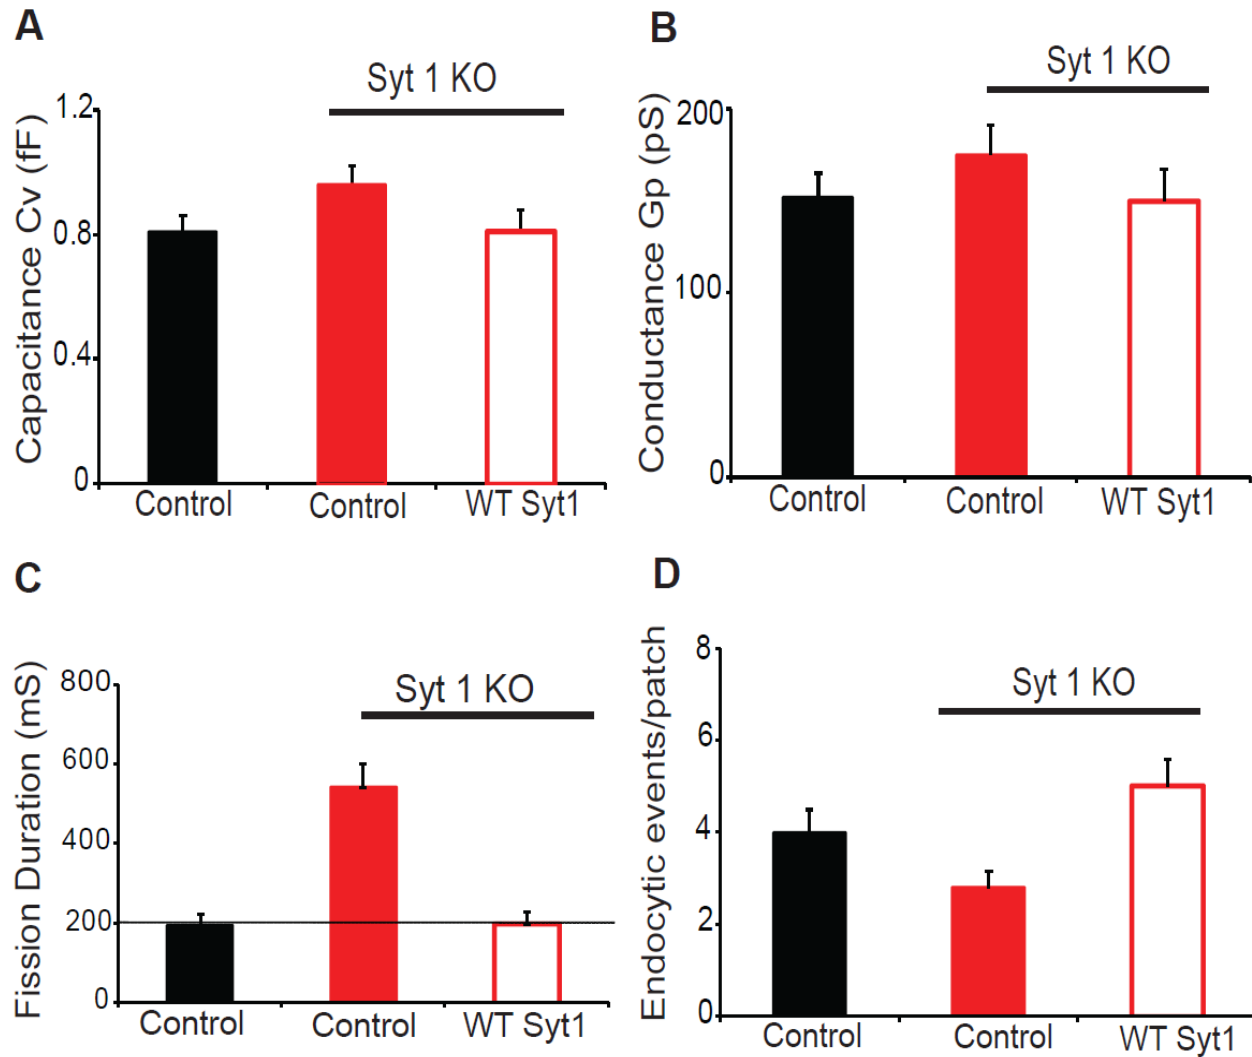 A
Syt 1 KO
Capacitance Cv (fF)
1.2
0.8
0.4
0
Control
Control
WT Syt1
B
Syt 1 KO
Conductance Gp (pS)
200
100
0
Control
Control
WT Syt1
C
Syt 1 KO
Fission Duration (mS)
800
600
400
200
0
Control
Control
WT Syt1
D
Syt 1 KO
Endocytic events/patch
8
6
4
2
0
Control
Control
WT Syt1